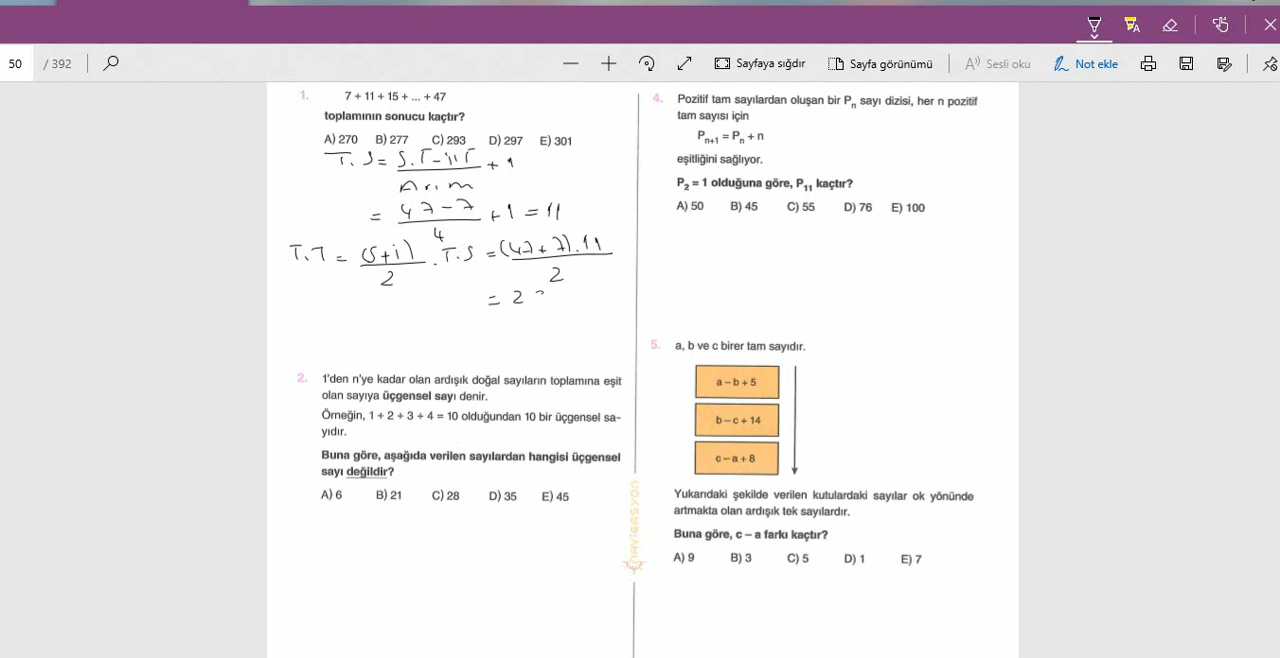 50 / 392
Sayfaya sığdır
Sayfa görünümü
Sesli oku
Not ekle
1. 7 + 11 + 15 + ... + 47
toplamının sonucu kaçtır?
A) 270 B) 277 C) 293 D) 297 E) 301
T.S = S.T - İ.T + 1
Artım
= 47 - 7 + 1 = 11
4
T.T = (S + i) . T.S = (47 + 7) . 11
2 2
= 2
2. 1'den n'ye kadar olan ardışık doğal sayıların toplamına eşit
olan sayıya üçgensel sayı denir.
Örneğin, 1 + 2 + 3 + 4 = 10 olduğundan 10 bir üçgensel sa-
yıdır.
Buna göre, aşağıda verilen sayılardan hangisi üçgensel
sayı değildir?
A) 6 B) 21 C) 28 D) 35 E) 45
navigasyon
4. Pozitif tam sayılardan oluşan bir Pn sayı dizisi, her n pozitif
tam sayısı için
Pn+1 = Pn + n
eşitliğini sağlıyor.
P2 = 1 olduğuna göre, P11 kaçtır?
A) 50 B) 45 C) 55 D) 76 E) 100
5. a, b ve c birer tam sayıdır.
a – b + 5
b – c + 14
c – a + 8
Yukarıdaki şekilde verilen kutulardaki sayılar ok yönünde
artmakta olan ardışık tek sayılardır.
Buna göre, c – a farkı kaçtır?
A) 9 B) 3 C) 5 D) 1 E) 7